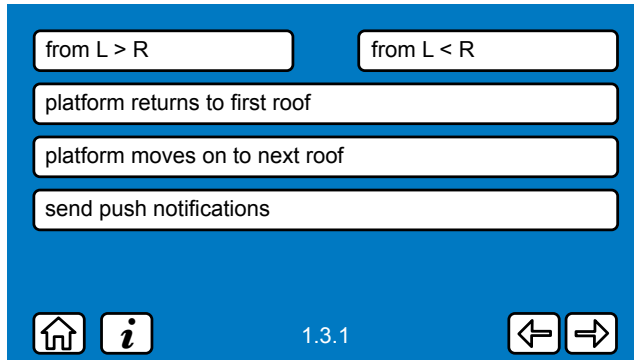 from L > R
from L < R
platform returns to first roof
platform moves on to next roof
send push notifications
i
1.3.1